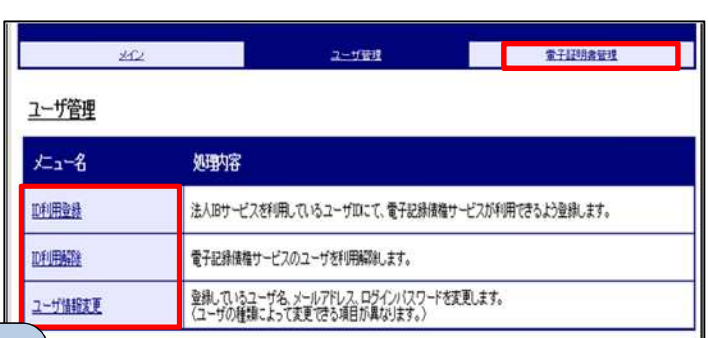 メイン ユーザ管理 電子証明書管理
ユーザ管理
メニュー名 処理内容
ID利用登録 法人IBサービスを利用しているユーザIDにて、電子記録債権サービスが利用できるよう登録します。
ID利用解除 電子記録債権サービスのユーザを利用解除します。
ユーザ情報変更 登録しているユーザ名、メールアドレス、ログインパスワードを変更します。
（ユーザの種類によって変更できる項目が異なります。）